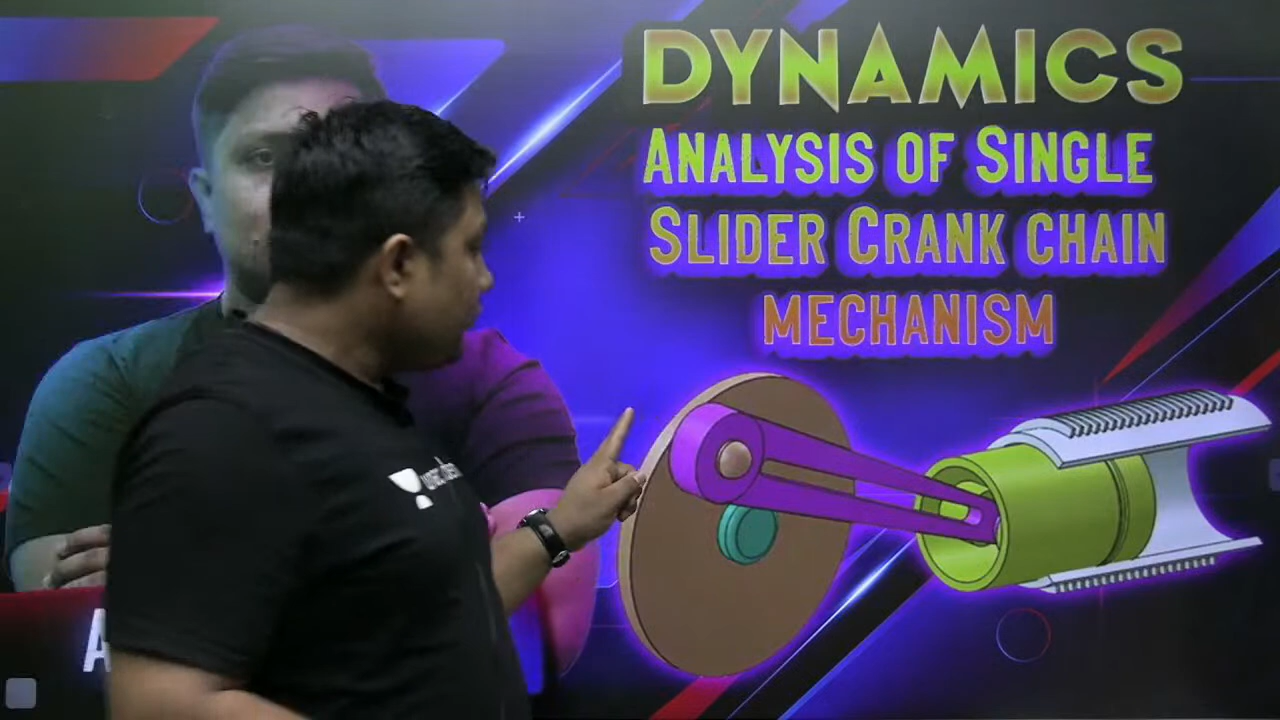 DYNAMICS
ANALYSIS OF SINGLE
SLIDER CRANK CHAIN
MECHANISM
A